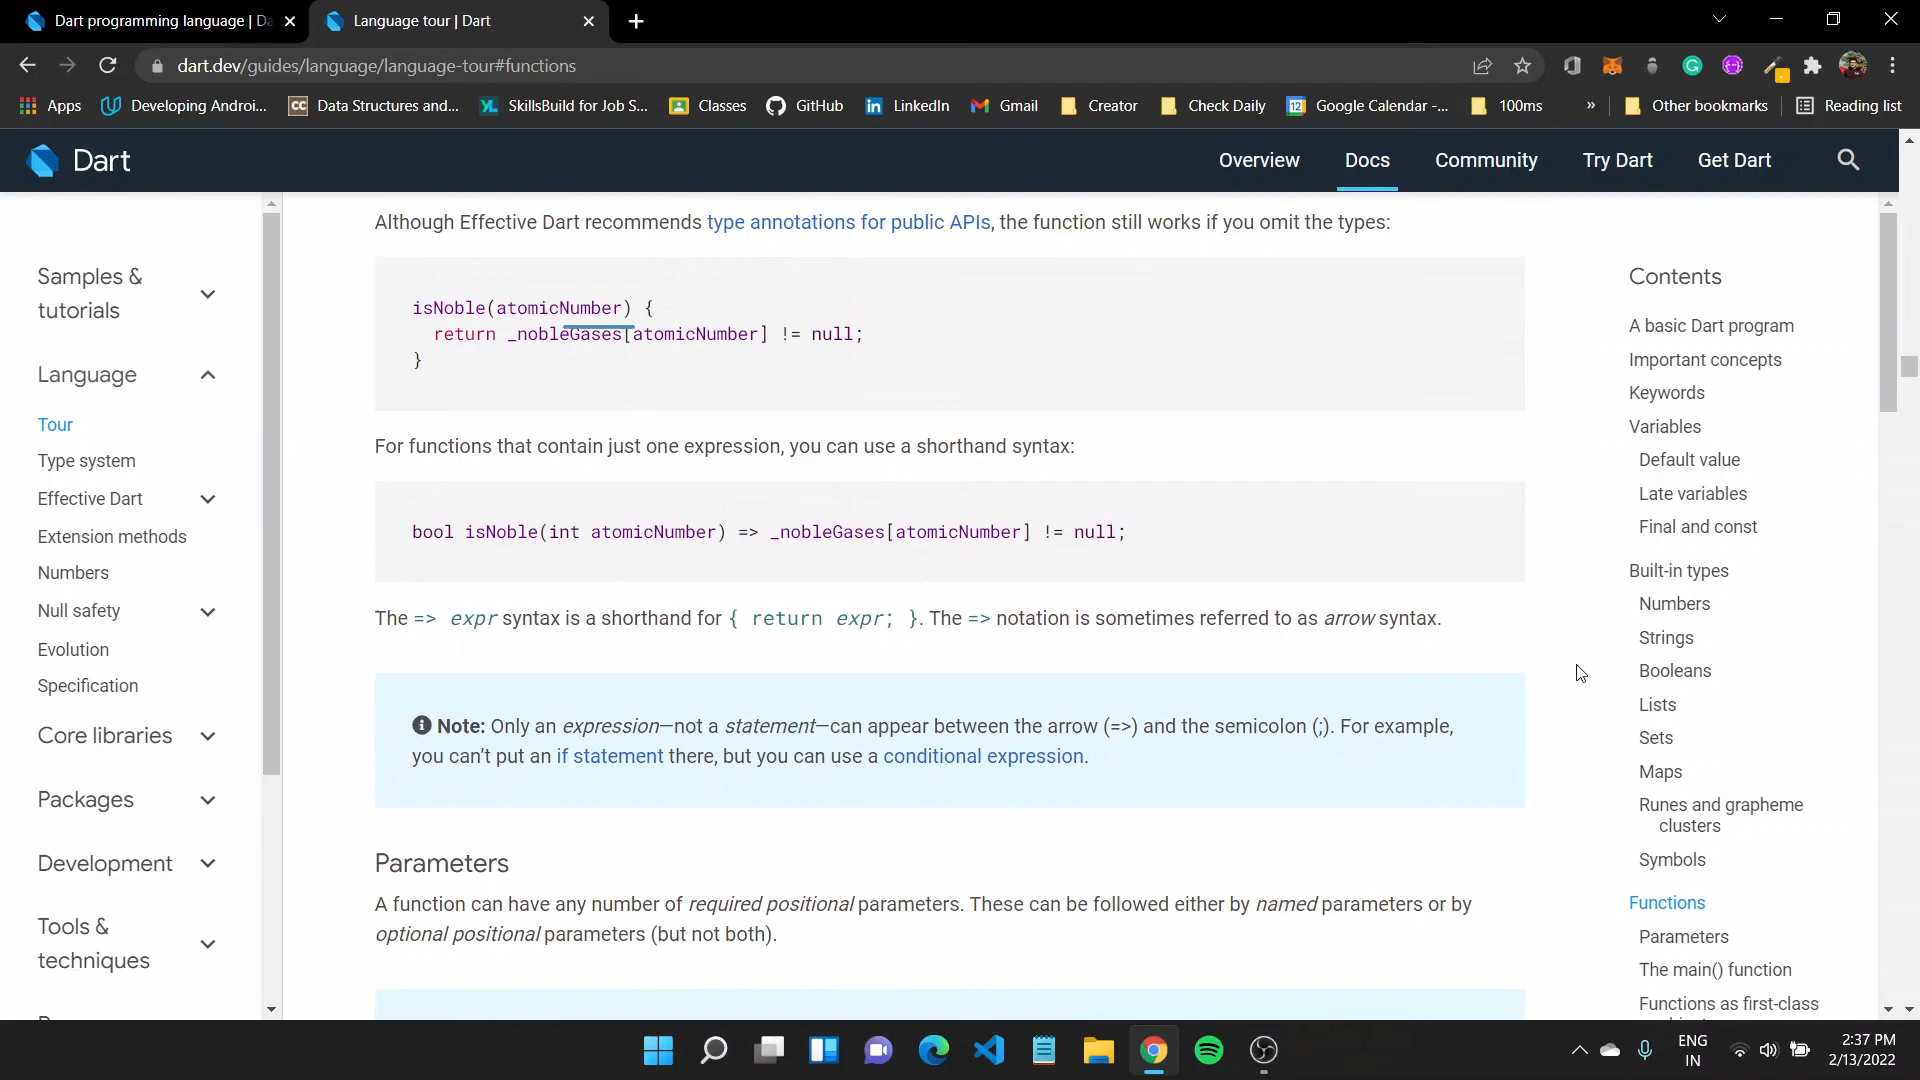 Dart programming language | Da
Language tour | Dart
dart.dev/guides/language/language-tour#functions
Apps
Developing Androi...
CC
Data Structures and...
YL
SkillsBuild for Job S...
Classes
GitHub
LinkedIn
Gmail
Creator
Check Daily
12
Google Calendar -...
100ms
»
Other bookmarks
Reading list
Dart
Overview
Docs
Community
Try Dart
Get Dart
Samples &
tutorials
Language
Tour
Type system
Effective Dart
Extension methods
Numbers
Null safety
Evolution
Specification
Core libraries
Packages
Development
Tools &
techniques
Although Effective Dart recommends type annotations for public APIs, the function still works if you omit the types:
isNoble(atomicNumber) {
return _nobleGases[atomicNumber] != null;
}
For functions that contain just one expression, you can use a shorthand syntax:
bool isNoble(int atomicNumber) => _nobleGases[atomicNumber] != null;
The => expr syntax is a shorthand for { return expr; }. The => notation is sometimes referred to as arrow syntax.
Note: Only an expression—not a statement—can appear between the arrow (=>) and the semicolon (;). For example,
you can’t put an if statement there, but you can use a conditional expression.
Parameters
A function can have any number of required positional parameters. These can be followed either by named parameters or by
optional positional parameters (but not both).
Contents
A basic Dart program
Important concepts
Keywords
Variables
Default value
Late variables
Final and const
Built-in types
Numbers
Strings
Booleans
Lists
Sets
Maps
Runes and grapheme
clusters
Symbols
Functions
Parameters
The main() function
Functions as first-class
ENG
IN
2:37 PM
2/13/2022